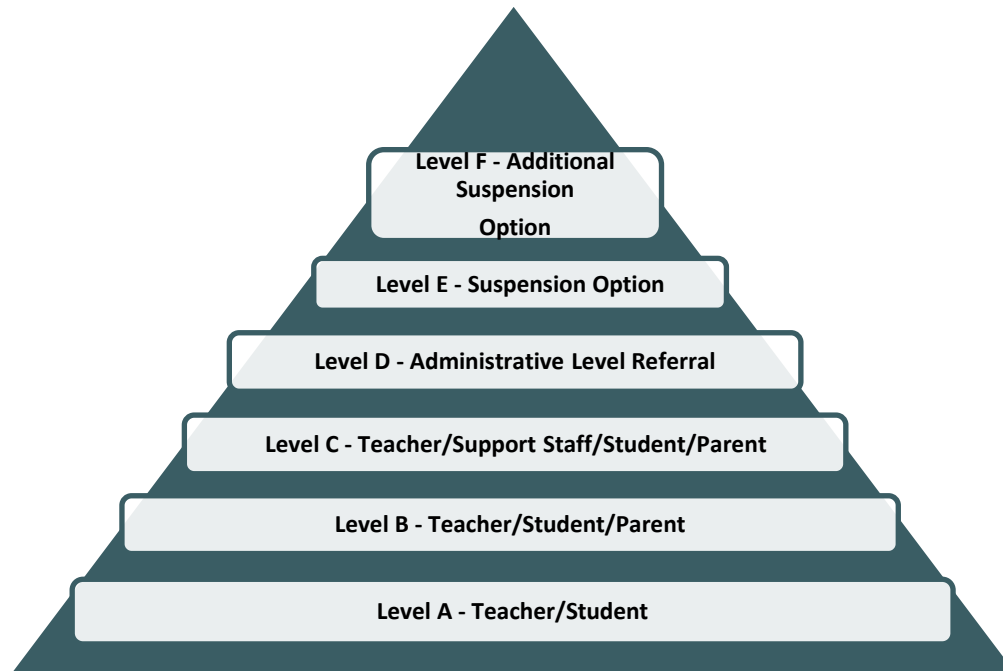 Level F - Additional
Suspension
Option
Level E - Suspension Option
Level D - Administrative Level Referral
Level C - Teacher/Support Staff/Student/Parent
Level B - Teacher/Student/Parent
Level A - Teacher/Student